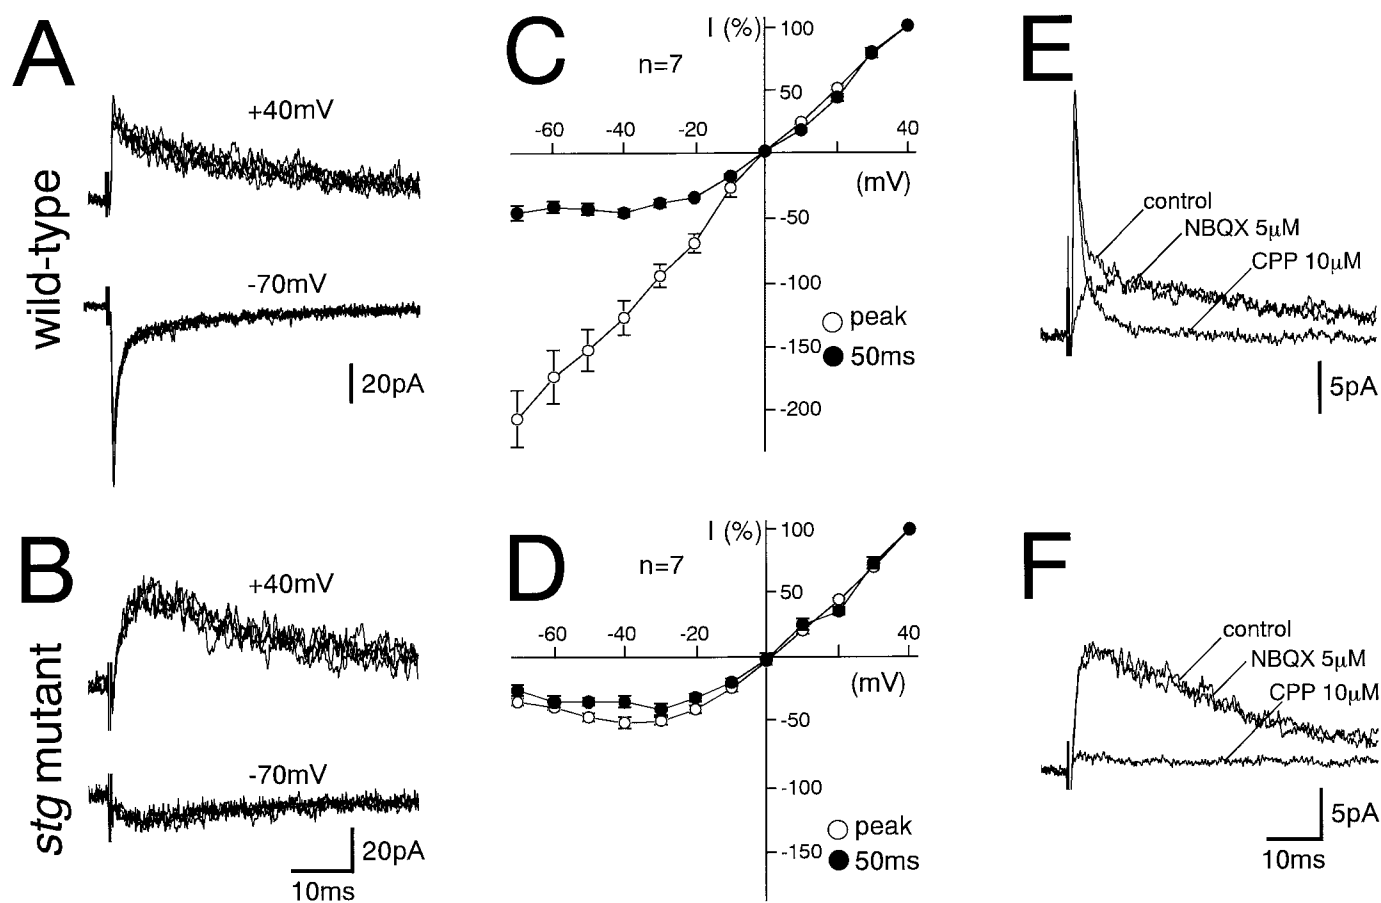 A
wild-type
+40mV
-70mV
20pA
C
I (%)
n=7
100
50
-60 -40 -20 40
(mV)
-50
-100
-150
-200
peak
50ms
E
control
NBQX 5µM
CPP 10µM
5pA
B
stg mutant
+40mV
-70mV
20pA
10ms
D
I (%)
n=7
100
50
-60 -40 -20 40
(mV)
-50
-100
-150
peak
50ms
F
control
NBQX 5µM
CPP 10µM
5pA
10ms